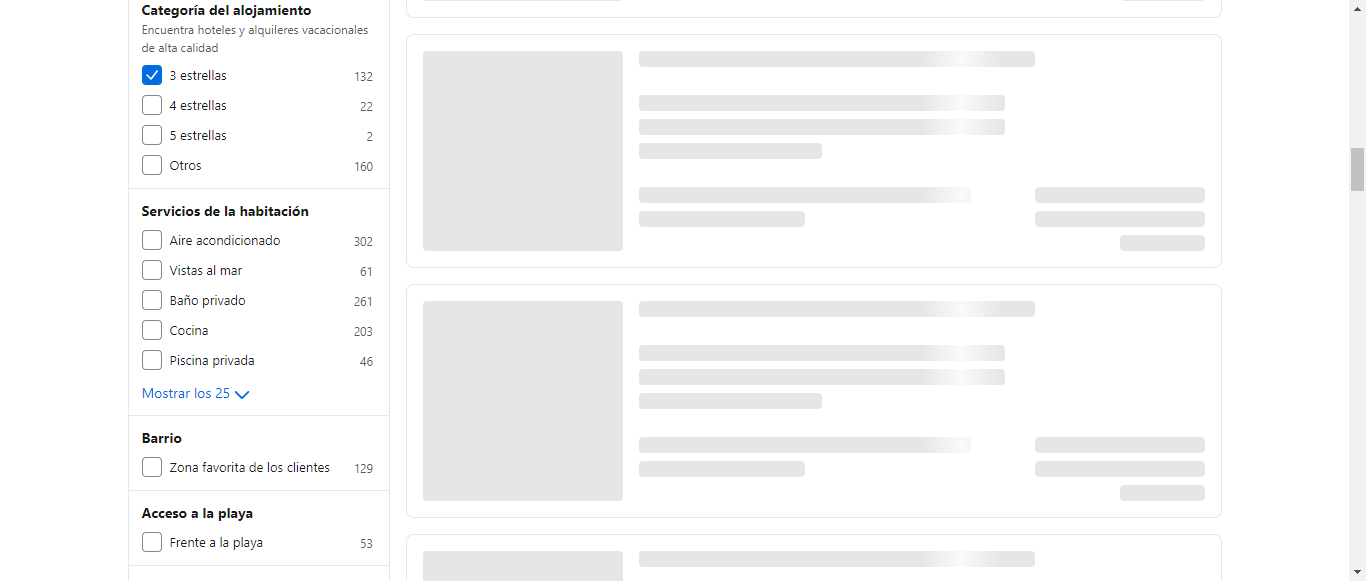 Categoría del alojamiento
Encuentra hoteles y alquileres vacacionales
de alta calidad
3 estrellas 132
4 estrellas 22
5 estrellas 2
Otros 160
Servicios de la habitación
Aire acondicionado 302
Vistas al mar 61
Baño privado 261
Cocina 203
Piscina privada 46
Mostrar los 25
Barrio
Zona favorita de los clientes 129
Acceso a la playa
Frente a la playa 53